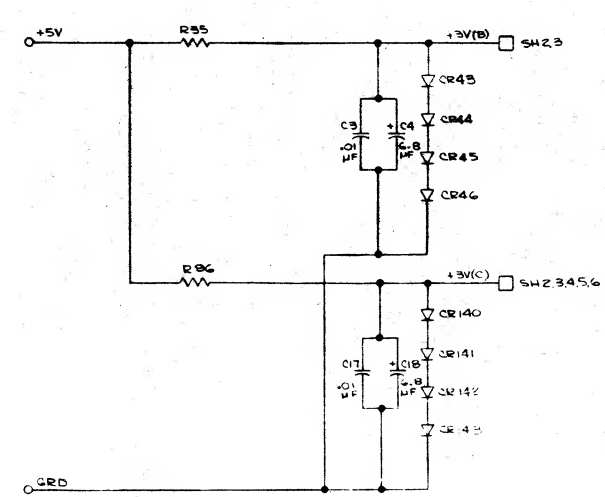 +5V
R35
+3V(B)
SH2,3
CR43
C3
+
C4
CR44
.01
µF
6.8
µF
CR45
CR46
R96
+3V(C)
SH2,3,4,5,6
CR140
C17
+
C18
CR141
.01
µF
6.8
µF
CR142
GRD